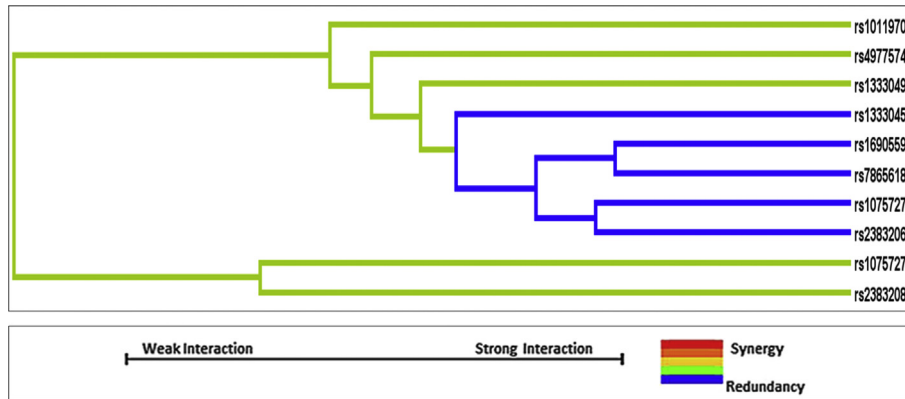 rs1011970
rs4977574
rs1333049
rs1333045
rs1690559
rs7865618
rs1075727
rs2383206
rs1075727
rs2383208
Weak Interaction
Strong Interaction
Synergy
Redundancy